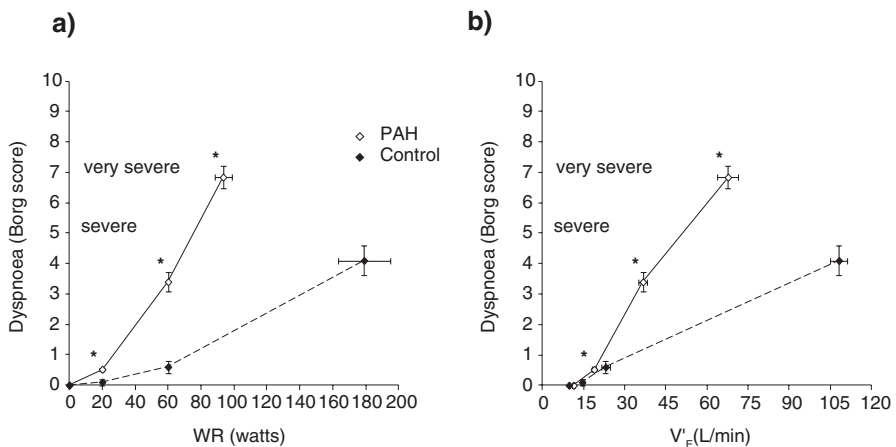 a)
Dyspnoea (Borg score)
10
9
8
7
6
5
4
3
2
1
0
very severe
severe
*
*
*
PAH
Control
0 20 40 60 80 100 120 140 160 180 200
WR (watts)
b)
Dyspnoea (Borg score)
10
9
8
7
6
5
4
3
2
1
0
very severe
severe
*
*
*
0 15 30 45 60 75 90 105 120
V'E(L/min)